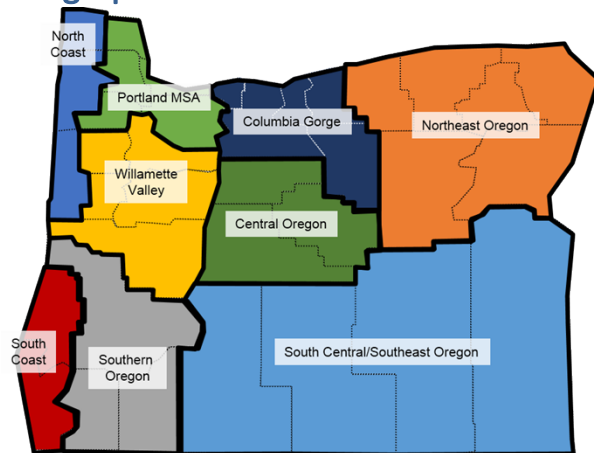 North
Coast
Portland MSA
Columbia Gorge
Northeast Oregon
Willamette
Valley
Central Oregon
South
Coast
Southern
Oregon
South Central/Southeast Oregon